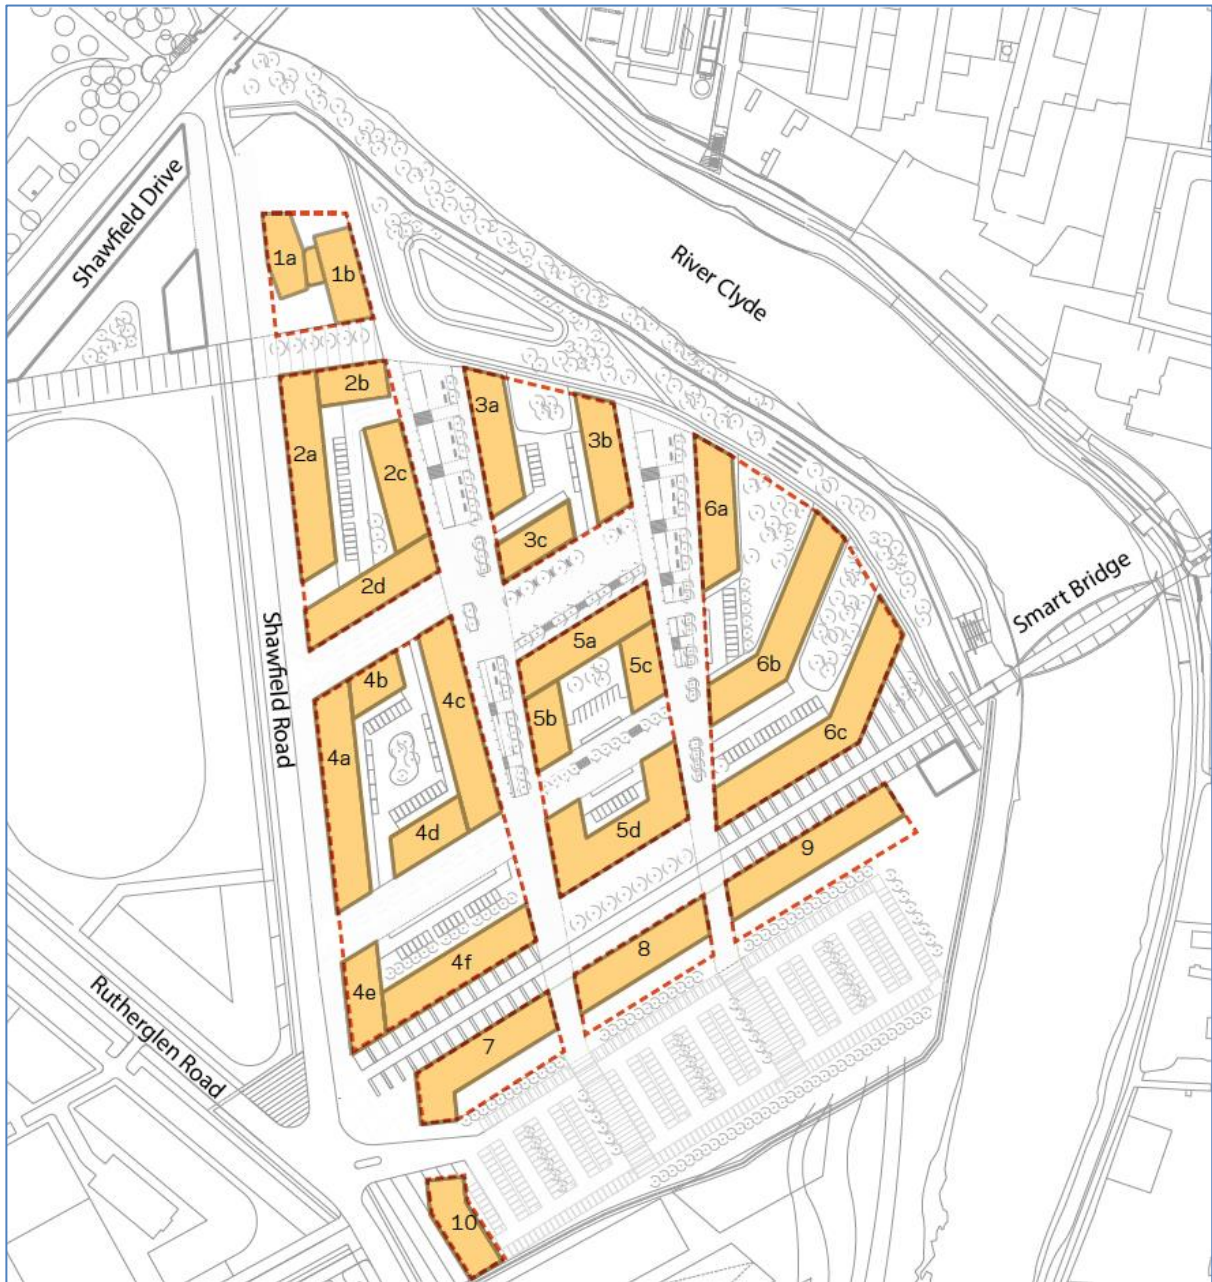 Shawfield Drive
River Clyde
1a
1b
2b
2a
2c
2d
3a
3b
3c
6a
6b
6c
Smart Bridge
Shawfield Road
4b
4c
4a
4d
5a
5c
5b
5d
9
8
4f
4e
7
Rutherglen Road
10